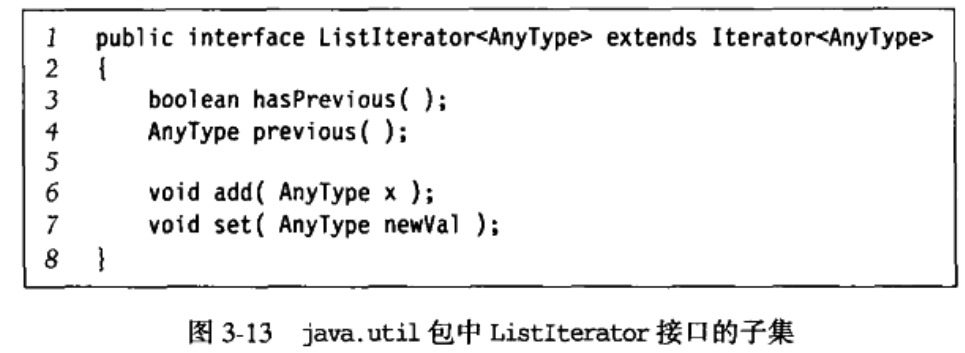 1 public interface ListIterator<AnyType> extends Iterator<AnyType>
2 {
3 boolean hasPrevious( );
4 AnyType previous( );
5
6 void add( AnyType x );
7 void set( AnyType newVal );
8 }
图 3-13 java.util 包中 ListIterator 接口的子集